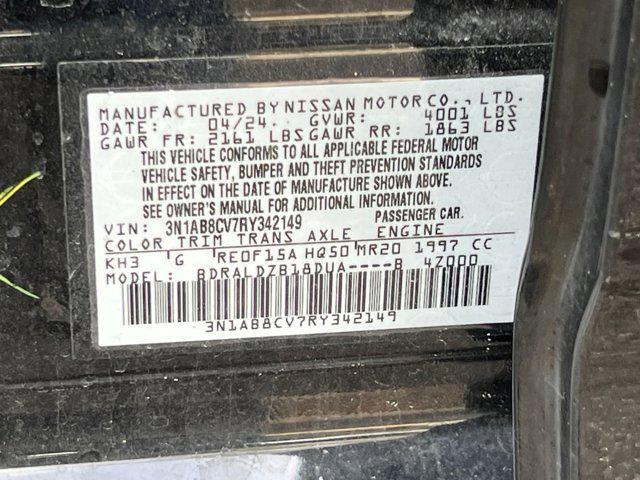 MANUFACTURED BY NISSAN MOTOR CO., LTD.
DATE: 04/24 GVWR: 4001 LBS
GAWR FR: 2161 LBS GAWR RR: 1863 LBS
THIS VEHICLE CONFORMS TO ALL APPLICABLE FEDERAL MOTOR
VEHICLE SAFETY, BUMPER AND THEFT PREVENTION STANDARDS
IN EFFECT ON THE DATE OF MANUFACTURE SHOWN ABOVE.
SEE OWNER'S MANUAL FOR ADDITIONAL INFORMATION.
VIN: 3N1AB8CV7RY342149 PASSENGER CAR.
COLOR TRIM TRANS AXLE ENGINE
KH3 'G 'RE0F15A HQ50 MR20 1997 CC
MODEL: BDRALDZB18DUA----B 4Z000
3N1AB8CV7RY342149